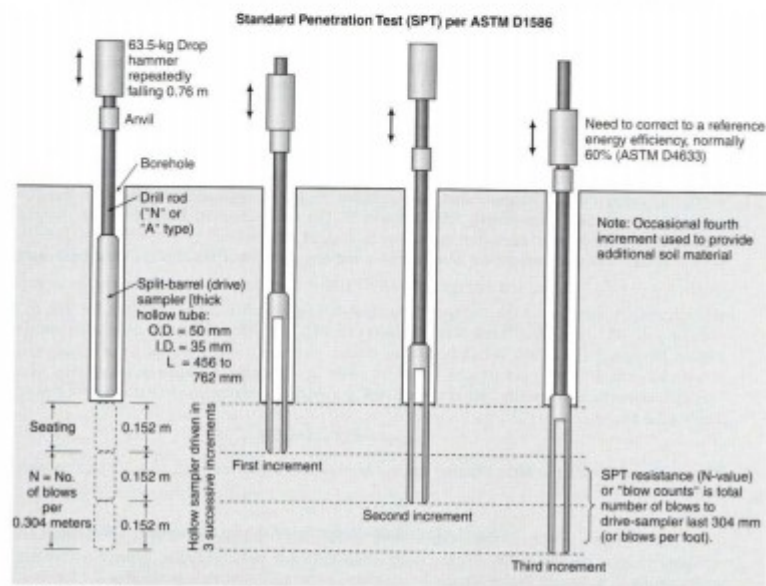 Standard Penetration Test (SPT) per ASTM D1586
63.5-kg Drop
hammer
repeatedly
falling 0.76 m
Anvil
Borehole
Drill rod
("N" or
"A" type)
Split-barrel (drive)
sampler [thick
hollow tube:
O.D. = 50 mm
I.D. = 35 mm
L = 456 to
762 mm
Need to correct to a reference
energy efficiency, normally
60% (ASTM D4633)
Note: Occasional fourth
increment used to provide
additional soil material
Seating
0.152 m
N = No.
of blows
per
0.304 meters
0.152 m
0.152 m
Hollow sampler driven in
3 successive increments
First increment
Second increment
Third increment
SPT resistance (N-value)
or "blow counts" is total
number of blows to
drive-sampler last 304 mm
(or blows per foot).